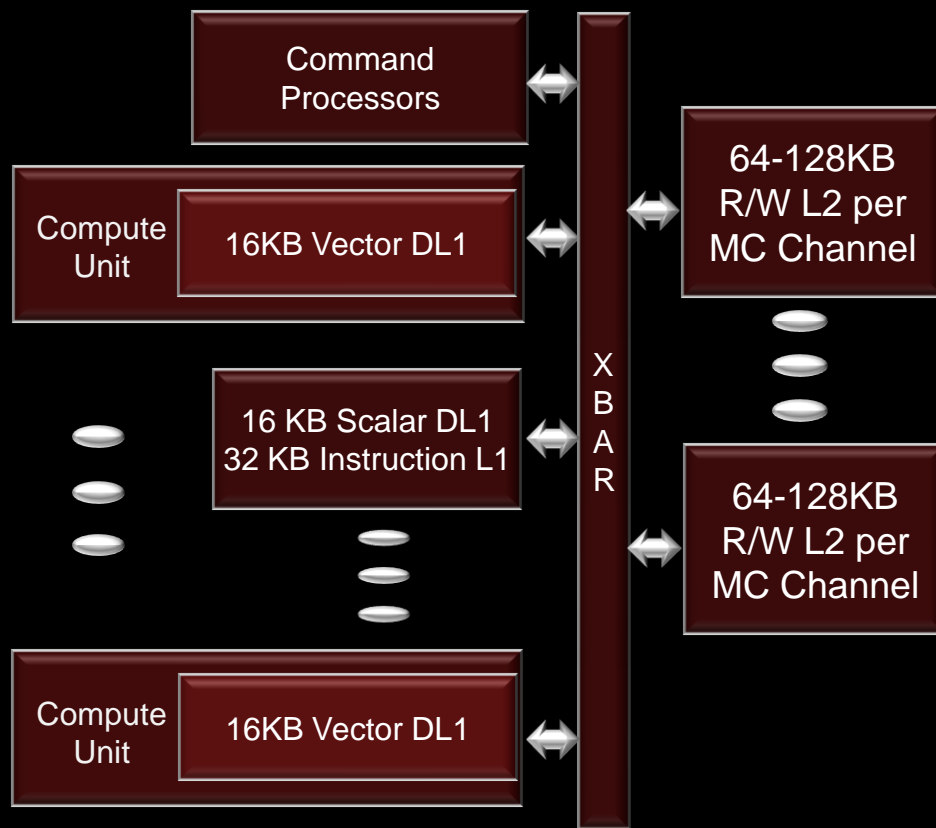 Command
Processors
Compute
Unit
16KB Vector DL1
16 KB Scalar DL1
32 KB Instruction L1
Compute
Unit
16KB Vector DL1
X
B
A
R
64-128KB
R/W L2 per
MC Channel
64-128KB
R/W L2 per
MC Channel